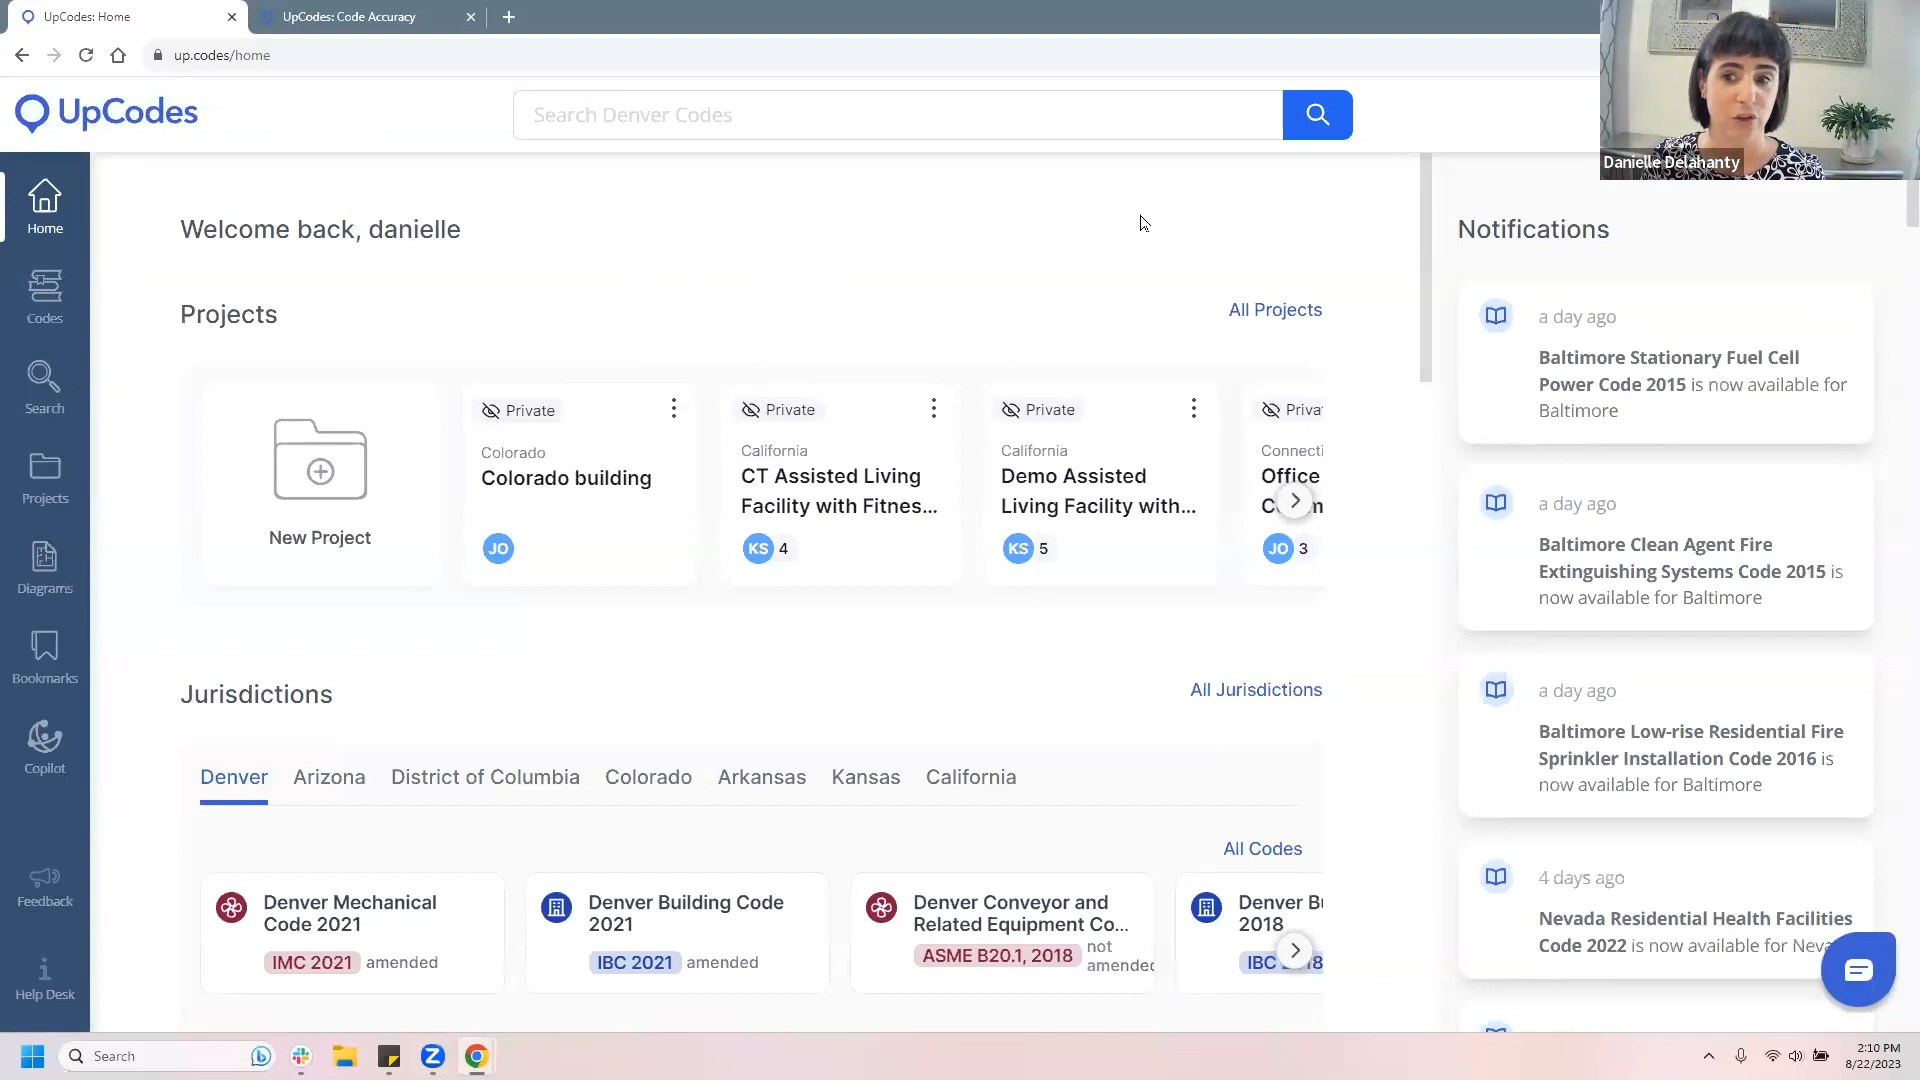 UpCodes: Home
UpCodes: Code Accuracy
up.codes/home
UpCodes
Search Denver Codes
Danielle Delahanty
Home
Codes
Search
Projects
Diagrams
Bookmarks
Copilot
Feedback
Help Desk
Welcome back, danielle
Projects
All Projects
New Project
Private
Colorado
Colorado building
JO
Private
California
CT Assisted Living
Facility with Fitnes...
KS 4
Private
California
Demo Assisted
Living Facility with...
KS 5
Priva
Connecti
Office
JO 3
Jurisdictions
All Jurisdictions
Denver Arizona District of Columbia Colorado Arkansas Kansas California
All Codes
Denver Mechanical
Code 2021
IMC 2021 amended
Denver Building Code
2021
IBC 2021 amended
Denver Conveyor and
Related Equipment Co...
ASME B20.1, 2018 not
amended
Denver Bu
2018
IBC
Notifications
a day ago
Baltimore Stationary Fuel Cell
Power Code 2015 is now available for
Baltimore
a day ago
Baltimore Clean Agent Fire
Extinguishing Systems Code 2015 is
now available for Baltimore
a day ago
Baltimore Low-rise Residential Fire
Sprinkler Installation Code 2016 is
now available for Baltimore
4 days ago
Nevada Residential Health Facilities
Code 2022 is now available for Neva
Search
2:10 PM
8/22/2023